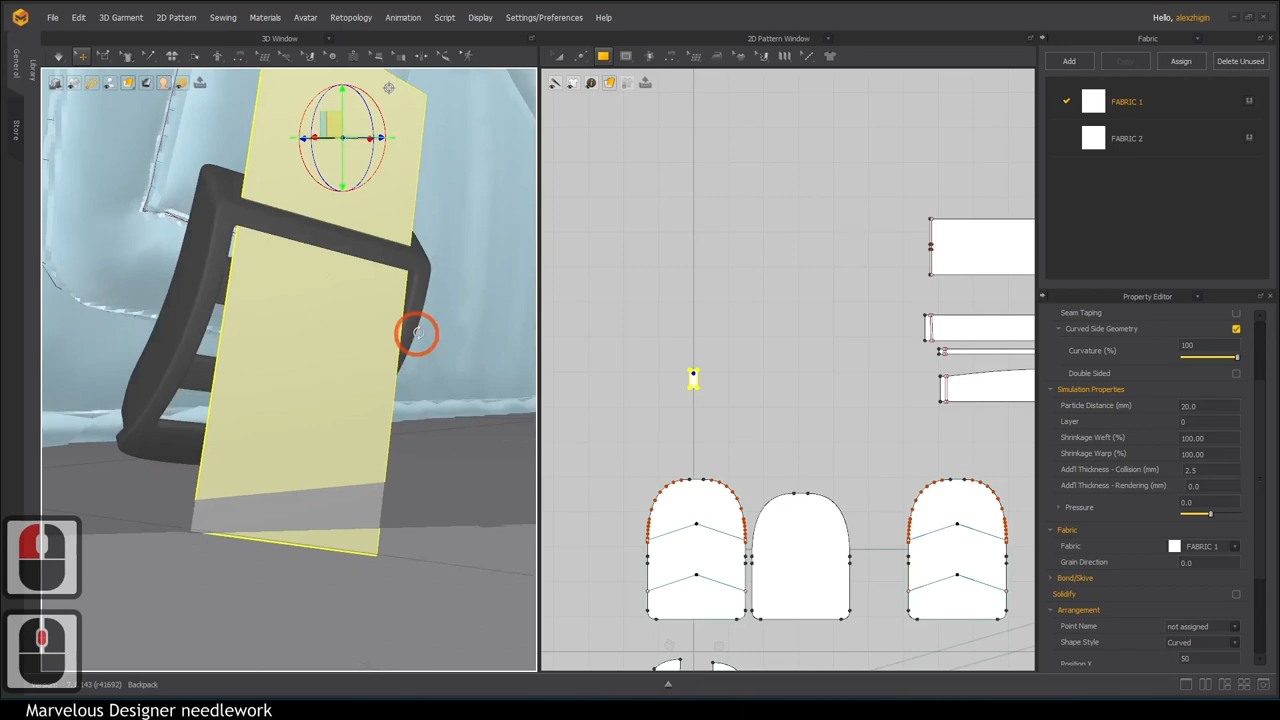 File Edit 3D Garment 2D Pattern Sewing Materials Avatar Retopology Animation Script Display Settings/Preferences Help Hello, alexzhigin
3D Window 2D Pattern Window Fabric
General
Library
Store
Add Assign Delete Unused
FABRIC 1
FABRIC 2
Property Editor
Seam Taping
Curved Side Geometry
Curvature (%) 100
Double Sided
Simulation Properties
Particle Distance (mm) 20.0
Layer 0
Shrinkage Weft (%) 100.00
Shrinkage Warp (%) 100.00
Add'l Thickness - Collision (mm) 2.5
Add'l Thickness - Rendering (mm) 0.0
Pressure 0.0
Fabric
Fabric FABRIC 1
Grain Direction 0.0
Bond/Skive
Solidify
Arrangement
Point Name not assigned
Shape Style Curved
Position X 50
(r41692) Backpack
Marvelous Designer needlework